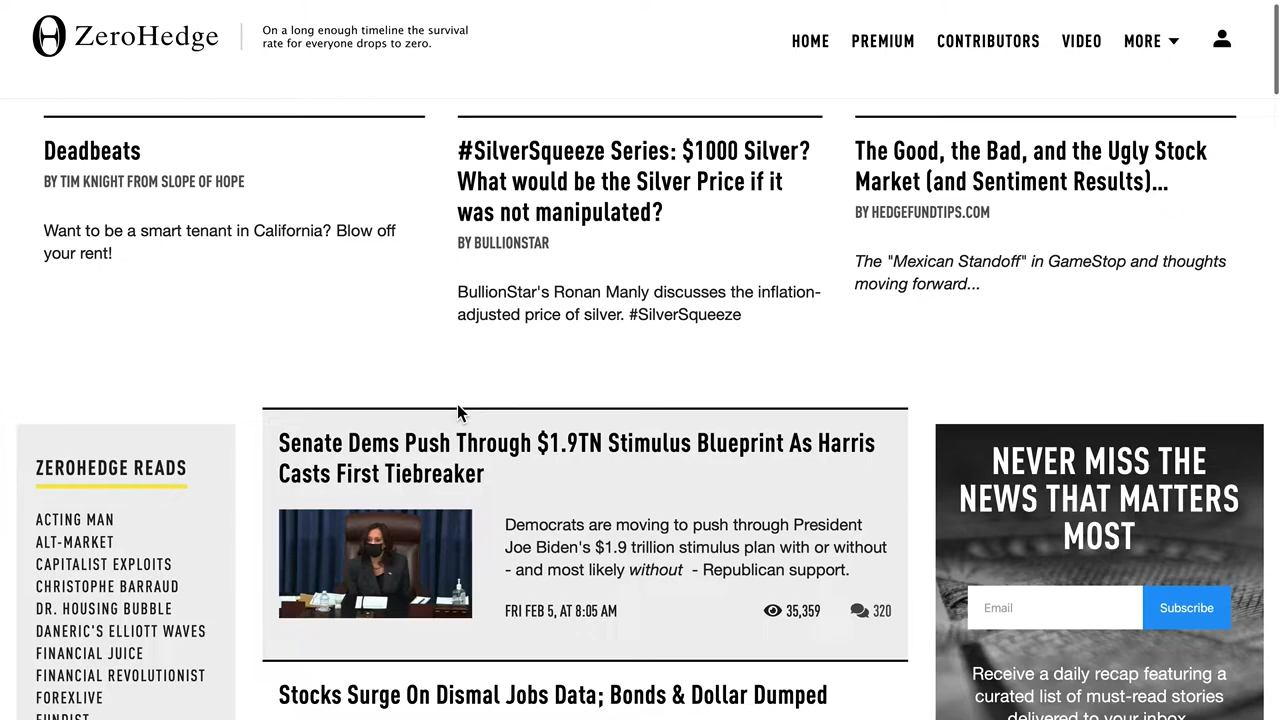 ZeroHedge
On a long enough timeline the survival
rate for everyone drops to zero.
HOME PREMIUM CONTRIBUTORS VIDEO MORE
Deadbeats
BY TIM KNIGHT FROM SLOPE OF HOPE
Want to be a smart tenant in California? Blow off
your rent!
#SilverSqueeze Series: $1000 Silver?
What would be the Silver Price if it
was not manipulated?
BY BULLIONSTAR
BullionStar's Ronan Manly discusses the inflation-
adjusted price of silver. #SilverSqueeze
The Good, the Bad, and the Ugly Stock
Market (and Sentiment Results)...
BY HEDGEFUNDTIPS.COM
The "Mexican Standoff" in GameStop and thoughts
moving forward...
ZEROHEDGE READS
ACTING MAN
ALT-MARKET
CAPITALIST EXPLOITS
CHRISTOPHE BARRAUD
DR. HOUSING BUBBLE
DANERIC'S ELLIOTT WAVES
FINANCIAL JUICE
FINANCIAL REVOLUTIONIST
FOREXLIVE
FUNDIST
Senate Dems Push Through $1.9TN Stimulus Blueprint As Harris
Casts First Tiebreaker
Democrats are moving to push through President
Joe Biden's $1.9 trillion stimulus plan with or without
- and most likely without - Republican support.
FRI FEB 5, AT 8:05 AM 35,359 320
Stocks Surge On Dismal Jobs Data; Bonds & Dollar Dumped
NEVER MISS THE
NEWS THAT MATTERS
MOST
Email Subscribe
Receive a daily recap featuring a
curated list of must-read stories
delivered to your inbox.